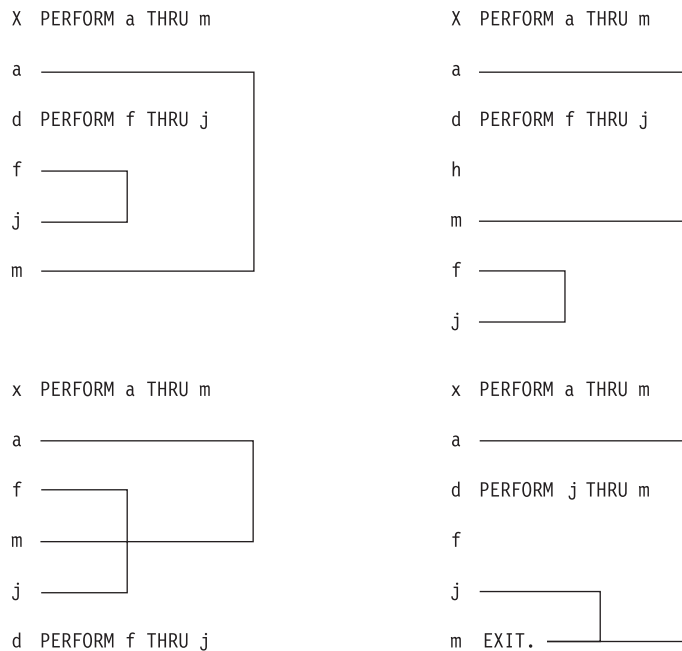 X PERFORM a THRU m
a
d PERFORM f THRU j
f
j
m
X PERFORM a THRU m
a
d PERFORM f THRU j
h
m
f
j
x PERFORM a THRU m
a
f
m
j
d PERFORM f THRU j
x PERFORM a THRU m
a
d PERFORM j THRU m
f
j
m EXIT.